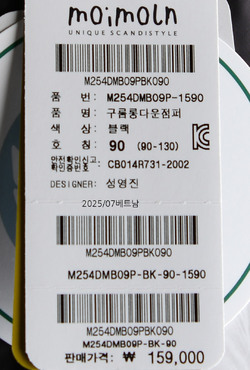 moimoln
UNIQUE SCANDISTYLE
M254DMB09PBK090
품 번: M254DMB09P-1590
품 명: 구름롱다운점퍼
색 상: 블랙
호 칭: 90 (90-130)
안전확인신고
확인증번호: CB014R731-2002
DESIGNER: 성영진
2025/07베트남
M254DMB09PBK090
M254DMB09P-BK-90-1590
M254DMB09PBK090
M254DMB09P-BK-90
판매가격: ₩ 159,000